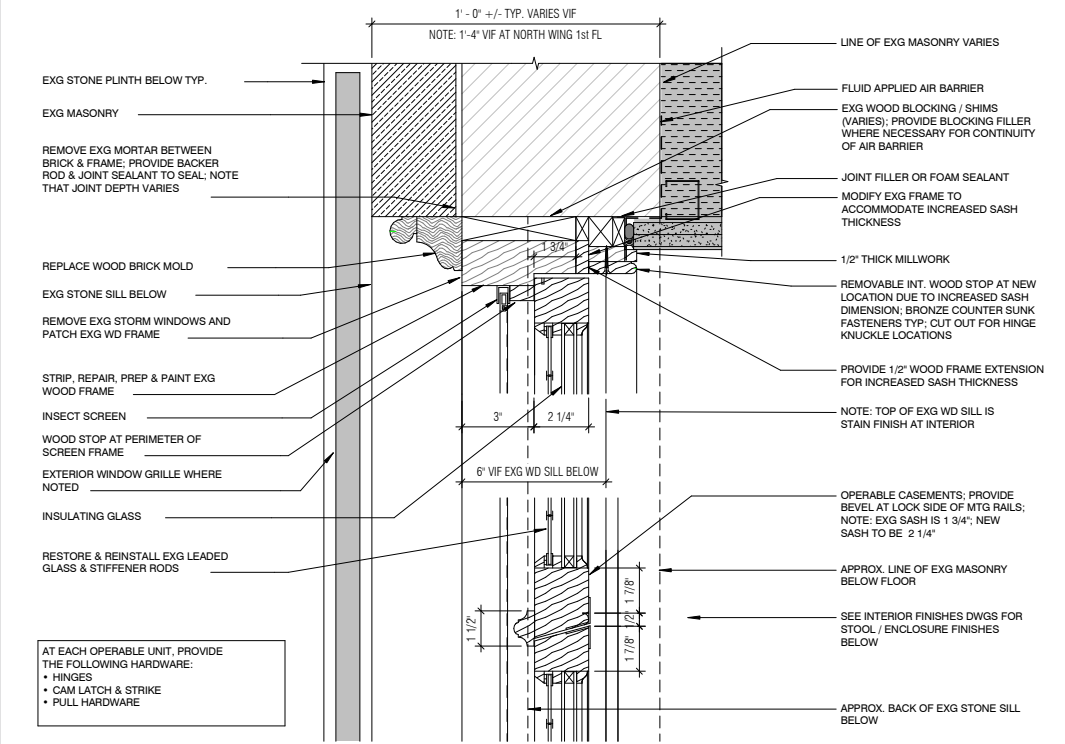 1' - 0" +/- TYP. VARIES VIF
NOTE: 1'-4" VIF AT NORTH WING 1st FL
EXG STONE PLINTH BELOW TYP.
EXG MASONRY
REMOVE EXG MORTAR BETWEEN
BRICK & FRAME; PROVIDE BACKER
ROD & JOINT SEALANT TO SEAL; NOTE
THAT JOINT DEPTH VARIES
REPLACE WOOD BRICK MOLD
EXG STONE SILL BELOW
REMOVE EXG STORM WINDOWS AND
PATCH EXG WD FRAME
STRIP, REPAIR, PREP & PAINT EXG
WOOD FRAME
INSECT SCREEN
WOOD STOP AT PERIMETER OF
SCREEN FRAME
EXTERIOR WINDOW GRILLE WHERE
NOTED
INSULATING GLASS
RESTORE & REINSTALL EXG LEADED
GLASS & STIFFENER RODS
AT EACH OPERABLE UNIT, PROVIDE
THE FOLLOWING HARDWARE:
• HINGES
• CAM LATCH & STRIKE
• PULL HARDWARE
1 3/4"
3"
2 1/4"
6" VIF EXG WD SILL BELOW
1 1/2"
1 7/8"
1/2"
1 7/8"
LINE OF EXG MASONRY VARIES
FLUID APPLIED AIR BARRIER
EXG WOOD BLOCKING / SHIMS
(VARIES); PROVIDE BLOCKING FILLER
WHERE NECESSARY FOR CONTINUITY
OF AIR BARRIER
JOINT FILLER OR FOAM SEALANT
MODIFY EXG FRAME TO
ACCOMMODATE INCREASED SASH
THICKNESS
1/2" THICK MILLWORK
REMOVABLE INT. WOOD STOP AT NEW
LOCATION DUE TO INCREASED SASH
DIMENSION; BRONZE COUNTER SUNK
FASTENERS TYP; CUT OUT FOR HINGE
KNUCKLE LOCATIONS
PROVIDE 1/2" WOOD FRAME EXTENSION
FOR INCREASED SASH THICKNESS
NOTE: TOP OF EXG WD SILL IS
STAIN FINISH AT INTERIOR
OPERABLE CASEMENTS; PROVIDE
BEVEL AT LOCK SIDE OF MTG RAILS;
NOTE: EXG SASH IS 1 3/4"; NEW
SASH TO BE 2 1/4"
APPROX. LINE OF EXG MASONRY
BELOW FLOOR
SEE INTERIOR FINISHES DWGS FOR
STOOL / ENCLOSURE FINISHES
BELOW
APPROX. BACK OF EXG STONE SILL
BELOW